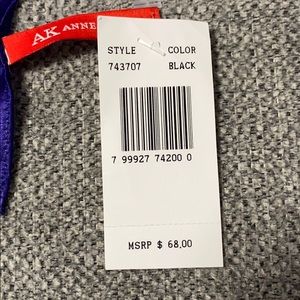 AK ANNE
STYLE COLOR
743707 BLACK
7 99927 74200 0
MSRP $ 68.00